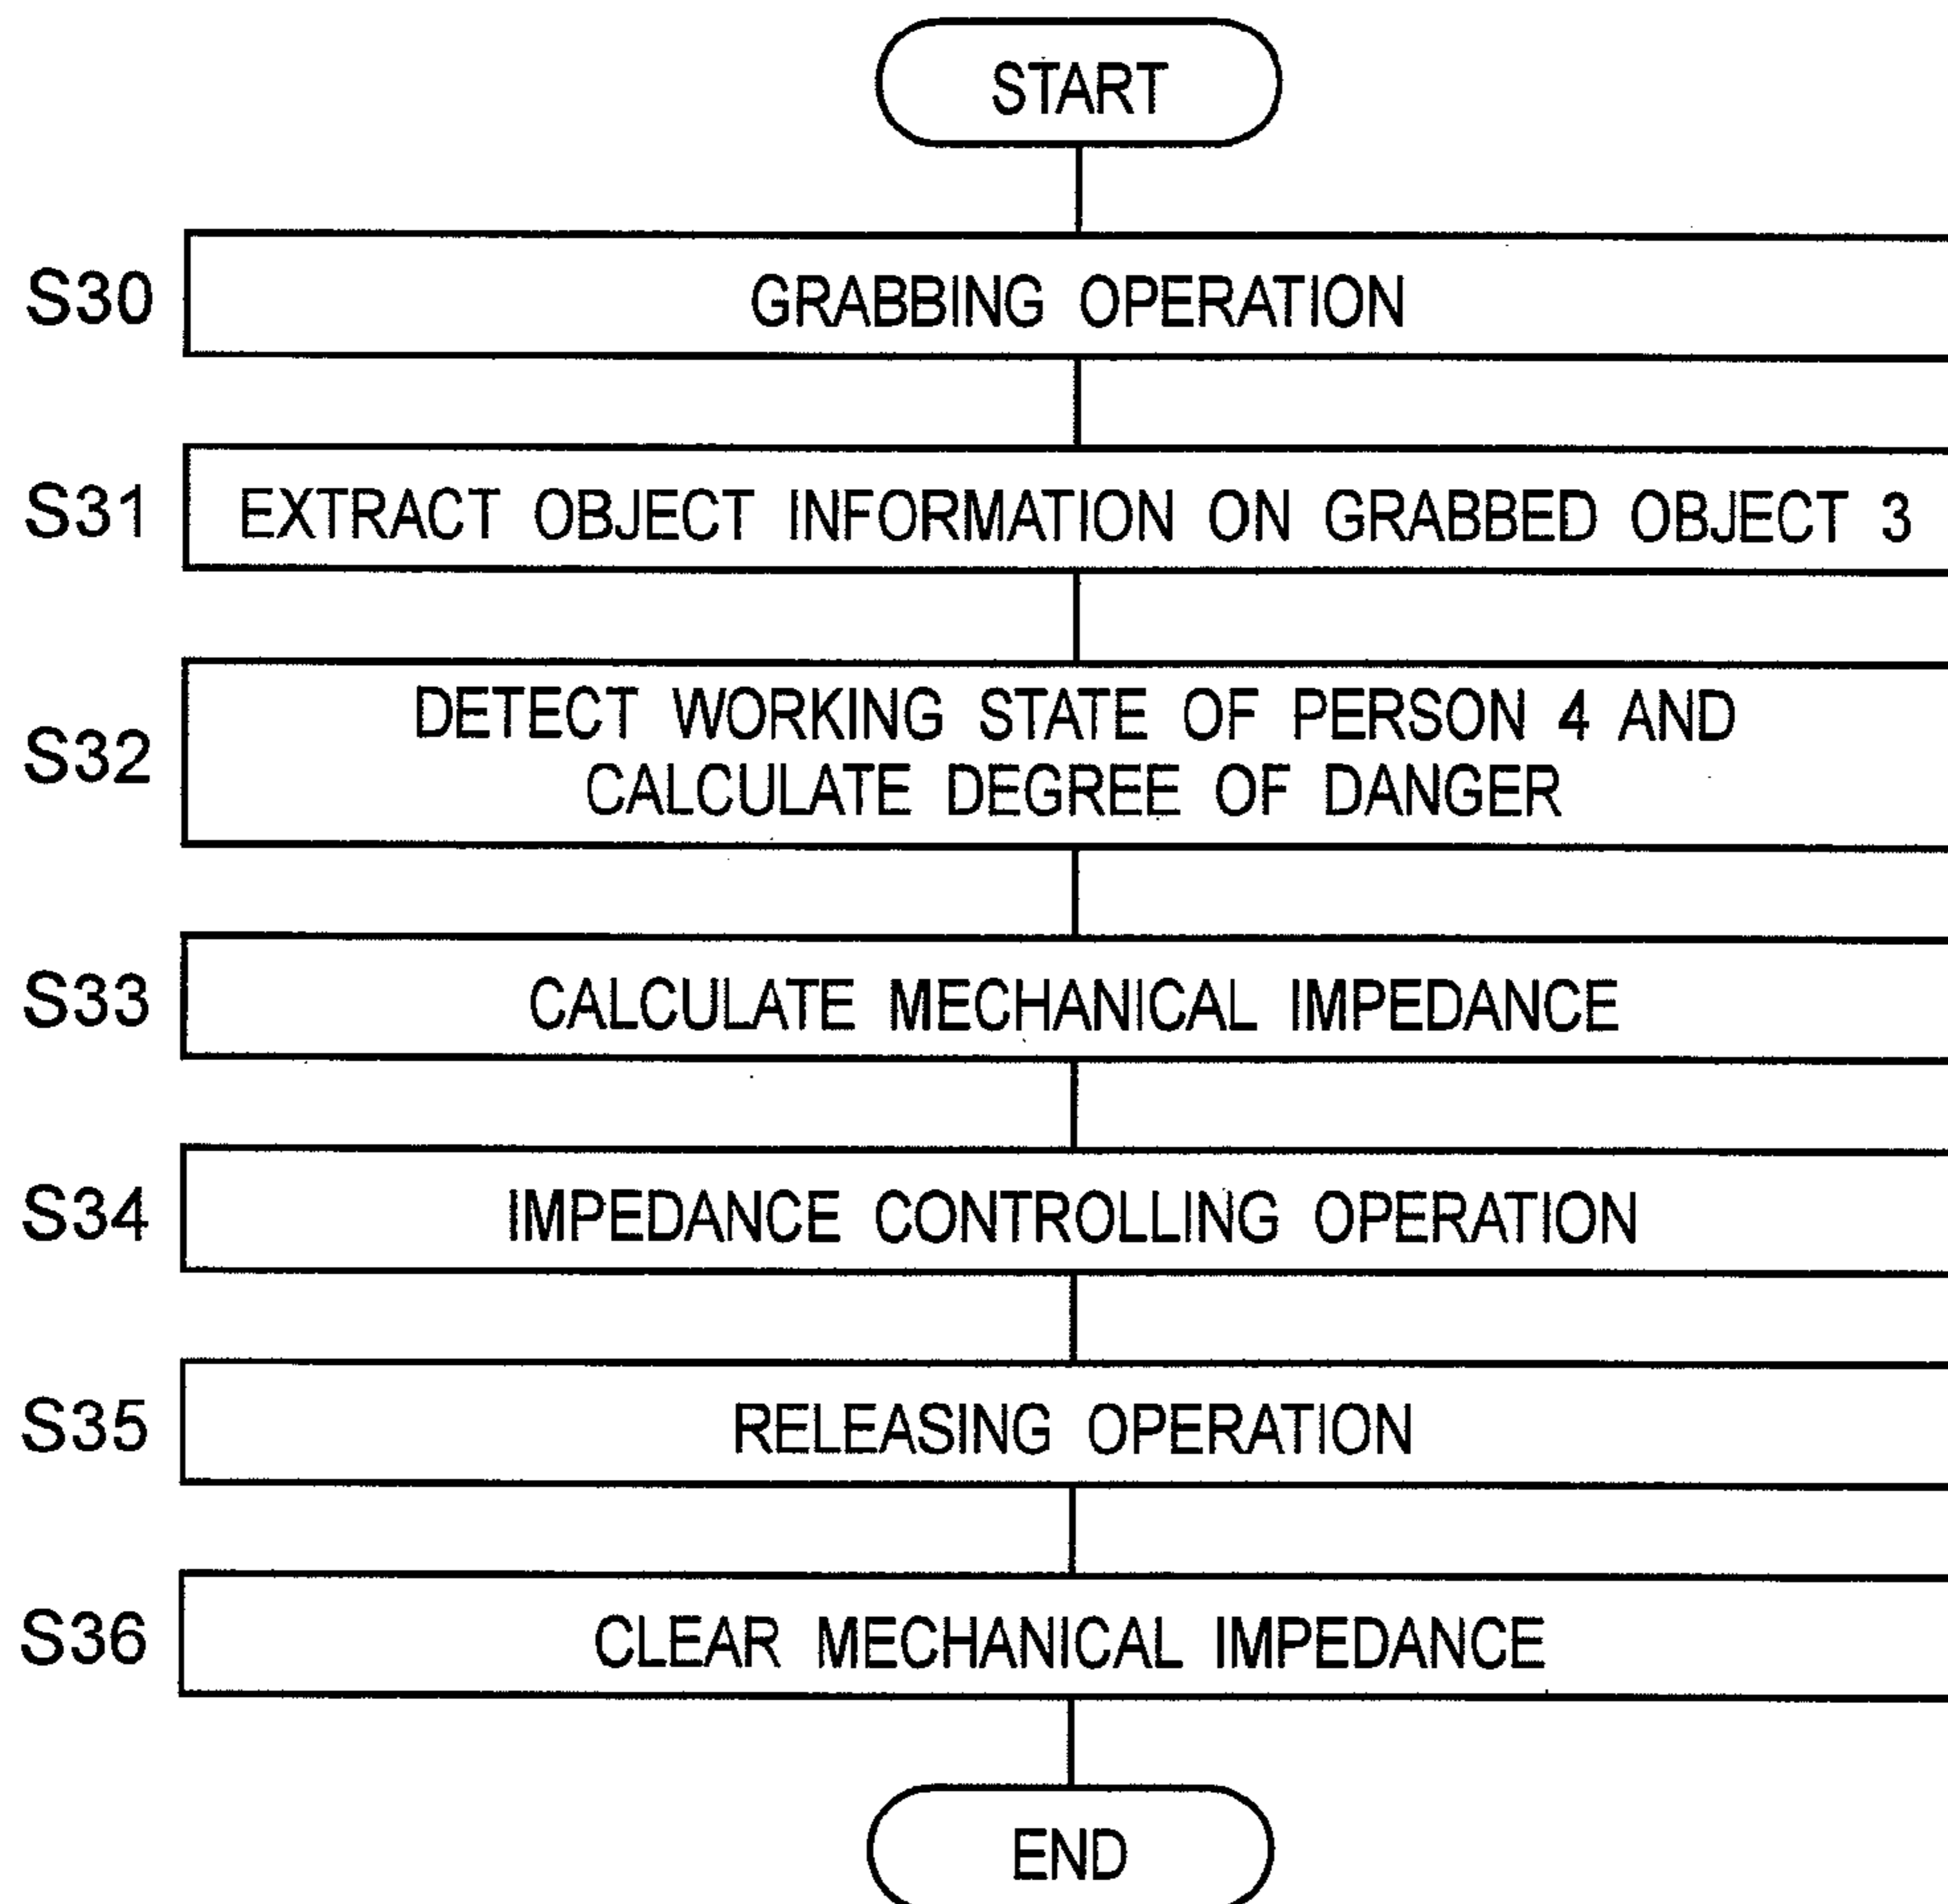 START
S30
GRABBING OPERATION
S31
EXTRACT OBJECT INFORMATION ON GRABBED OBJECT 3
S32
DETECT WORKING STATE OF PERSON 4 AND
CALCULATE DEGREE OF DANGER
S33
CALCULATE MECHANICAL IMPEDANCE
S34
IMPEDANCE CONTROLLING OPERATION
S35
RELEASING OPERATION
S36
CLEAR MECHANICAL IMPEDANCE
END